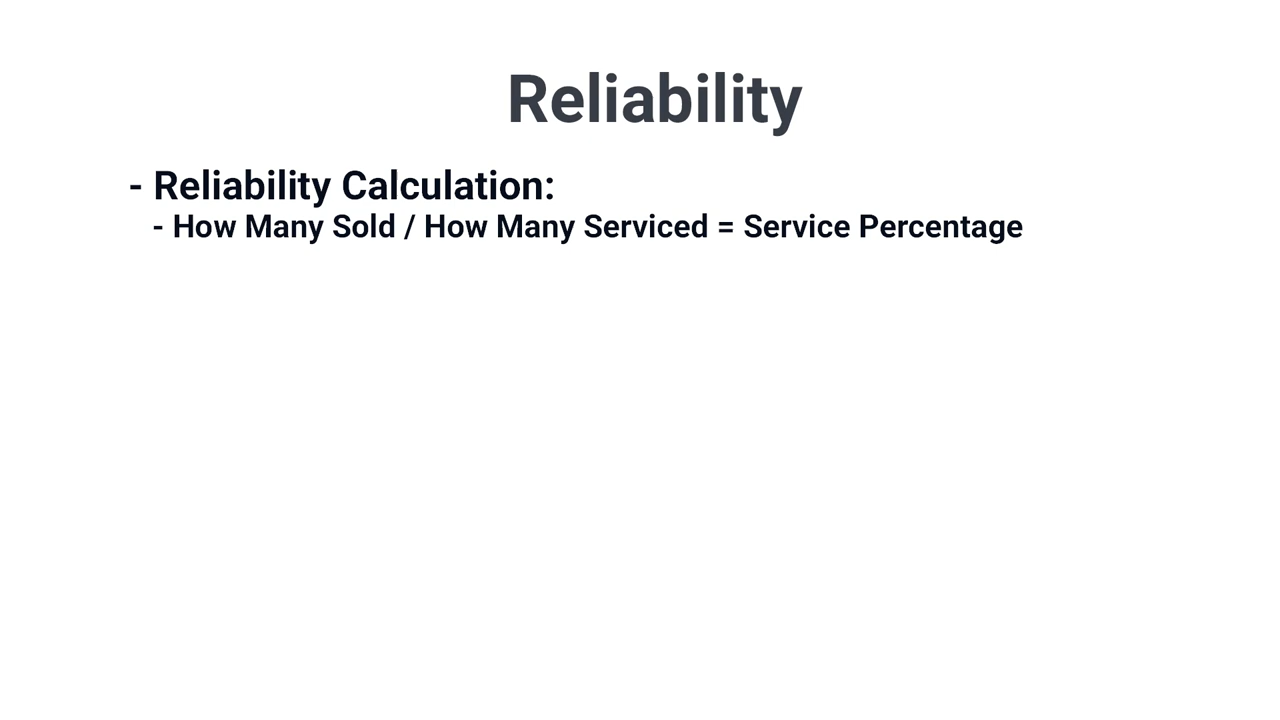 Reliability
- Reliability Calculation:
- How Many Sold / How Many Serviced = Service Percentage